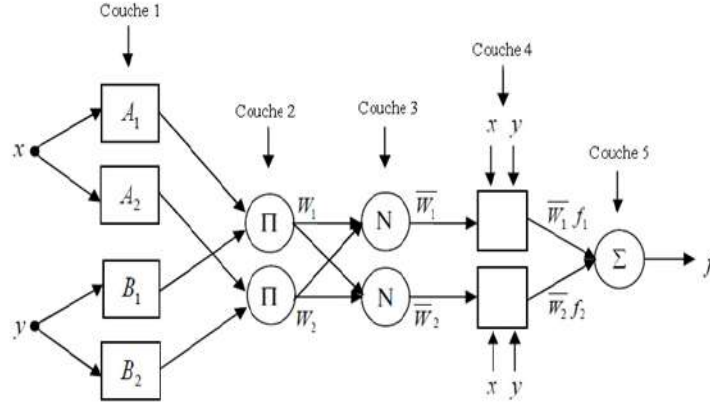 Couche 1
Couche 2
Couche 3
Couche 4
Couche 5
x
y
A₁
A₂
B₁
B₂
Π
Π
W₁
W₂
N
N
W̅₁
W̅₂
x y
x y
W̅₁ f₁
W̅₂ f₂
Σ